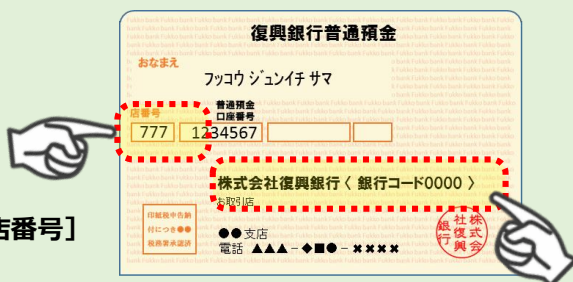 復興銀行普通預金
おなまえ
フッコウ ジュンイチ サマ
店番号
普通預金
口座番号
777 1234567
株式会社復興銀行〈 銀行コード0000 〉
お取引店
印紙税申告納
付につき●●
税務署承認済
●●支店
電話 ▲▲▲－◆■●－××××
株式会社復興銀行
店番号］